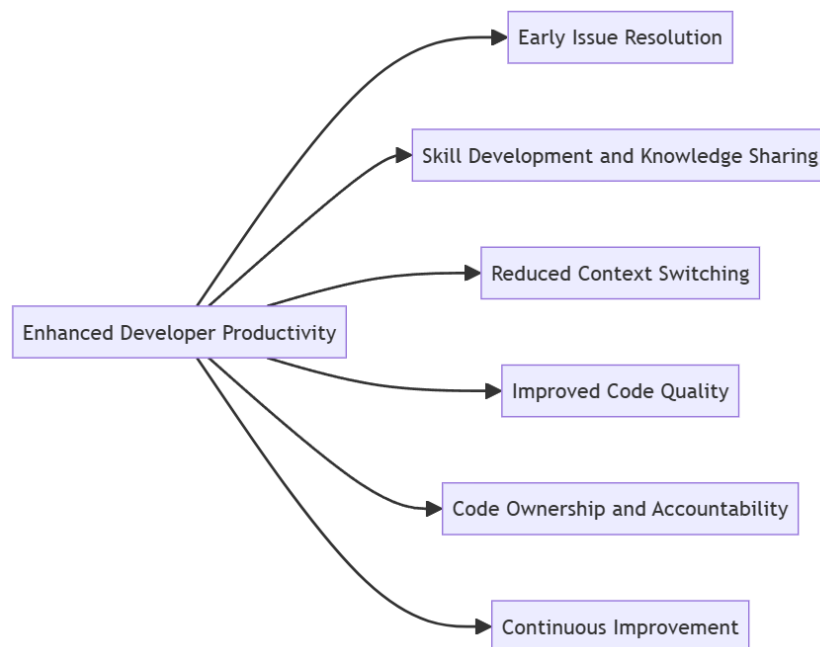 Early Issue Resolution
Skill Development and Knowledge Sharing
Reduced Context Switching
Enhanced Developer Productivity
Improved Code Quality
Code Ownership and Accountability
Continuous Improvement